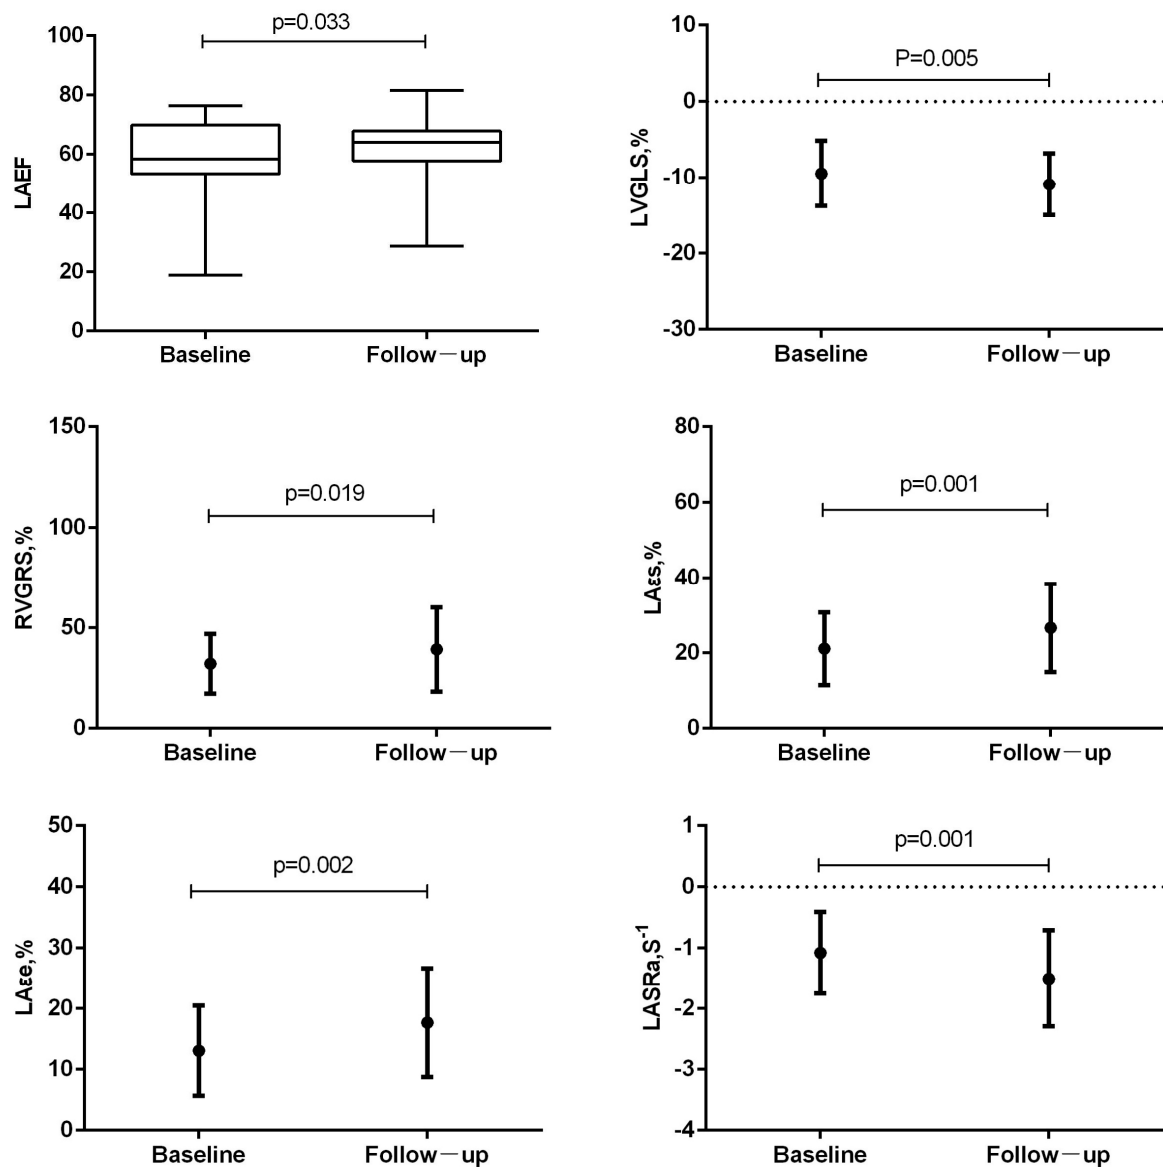 p=0.033
100
80
60
40
20
0
LAEF
Baseline
Follow—up
P=0.005
10
0
-10
-20
-30
LVGLS,%
Baseline
Follow—up
p=0.019
150
100
50
0
RVGRS,%
Baseline
Follow—up
p=0.001
80
60
40
20
0
LAεs,%
Baseline
Follow—up
p=0.002
50
40
30
20
10
0
LAεe,%
Baseline
Follow—up
p=0.001
1
0
-1
-2
-3
-4
LASRa,S⁻¹
Baseline
Follow—up